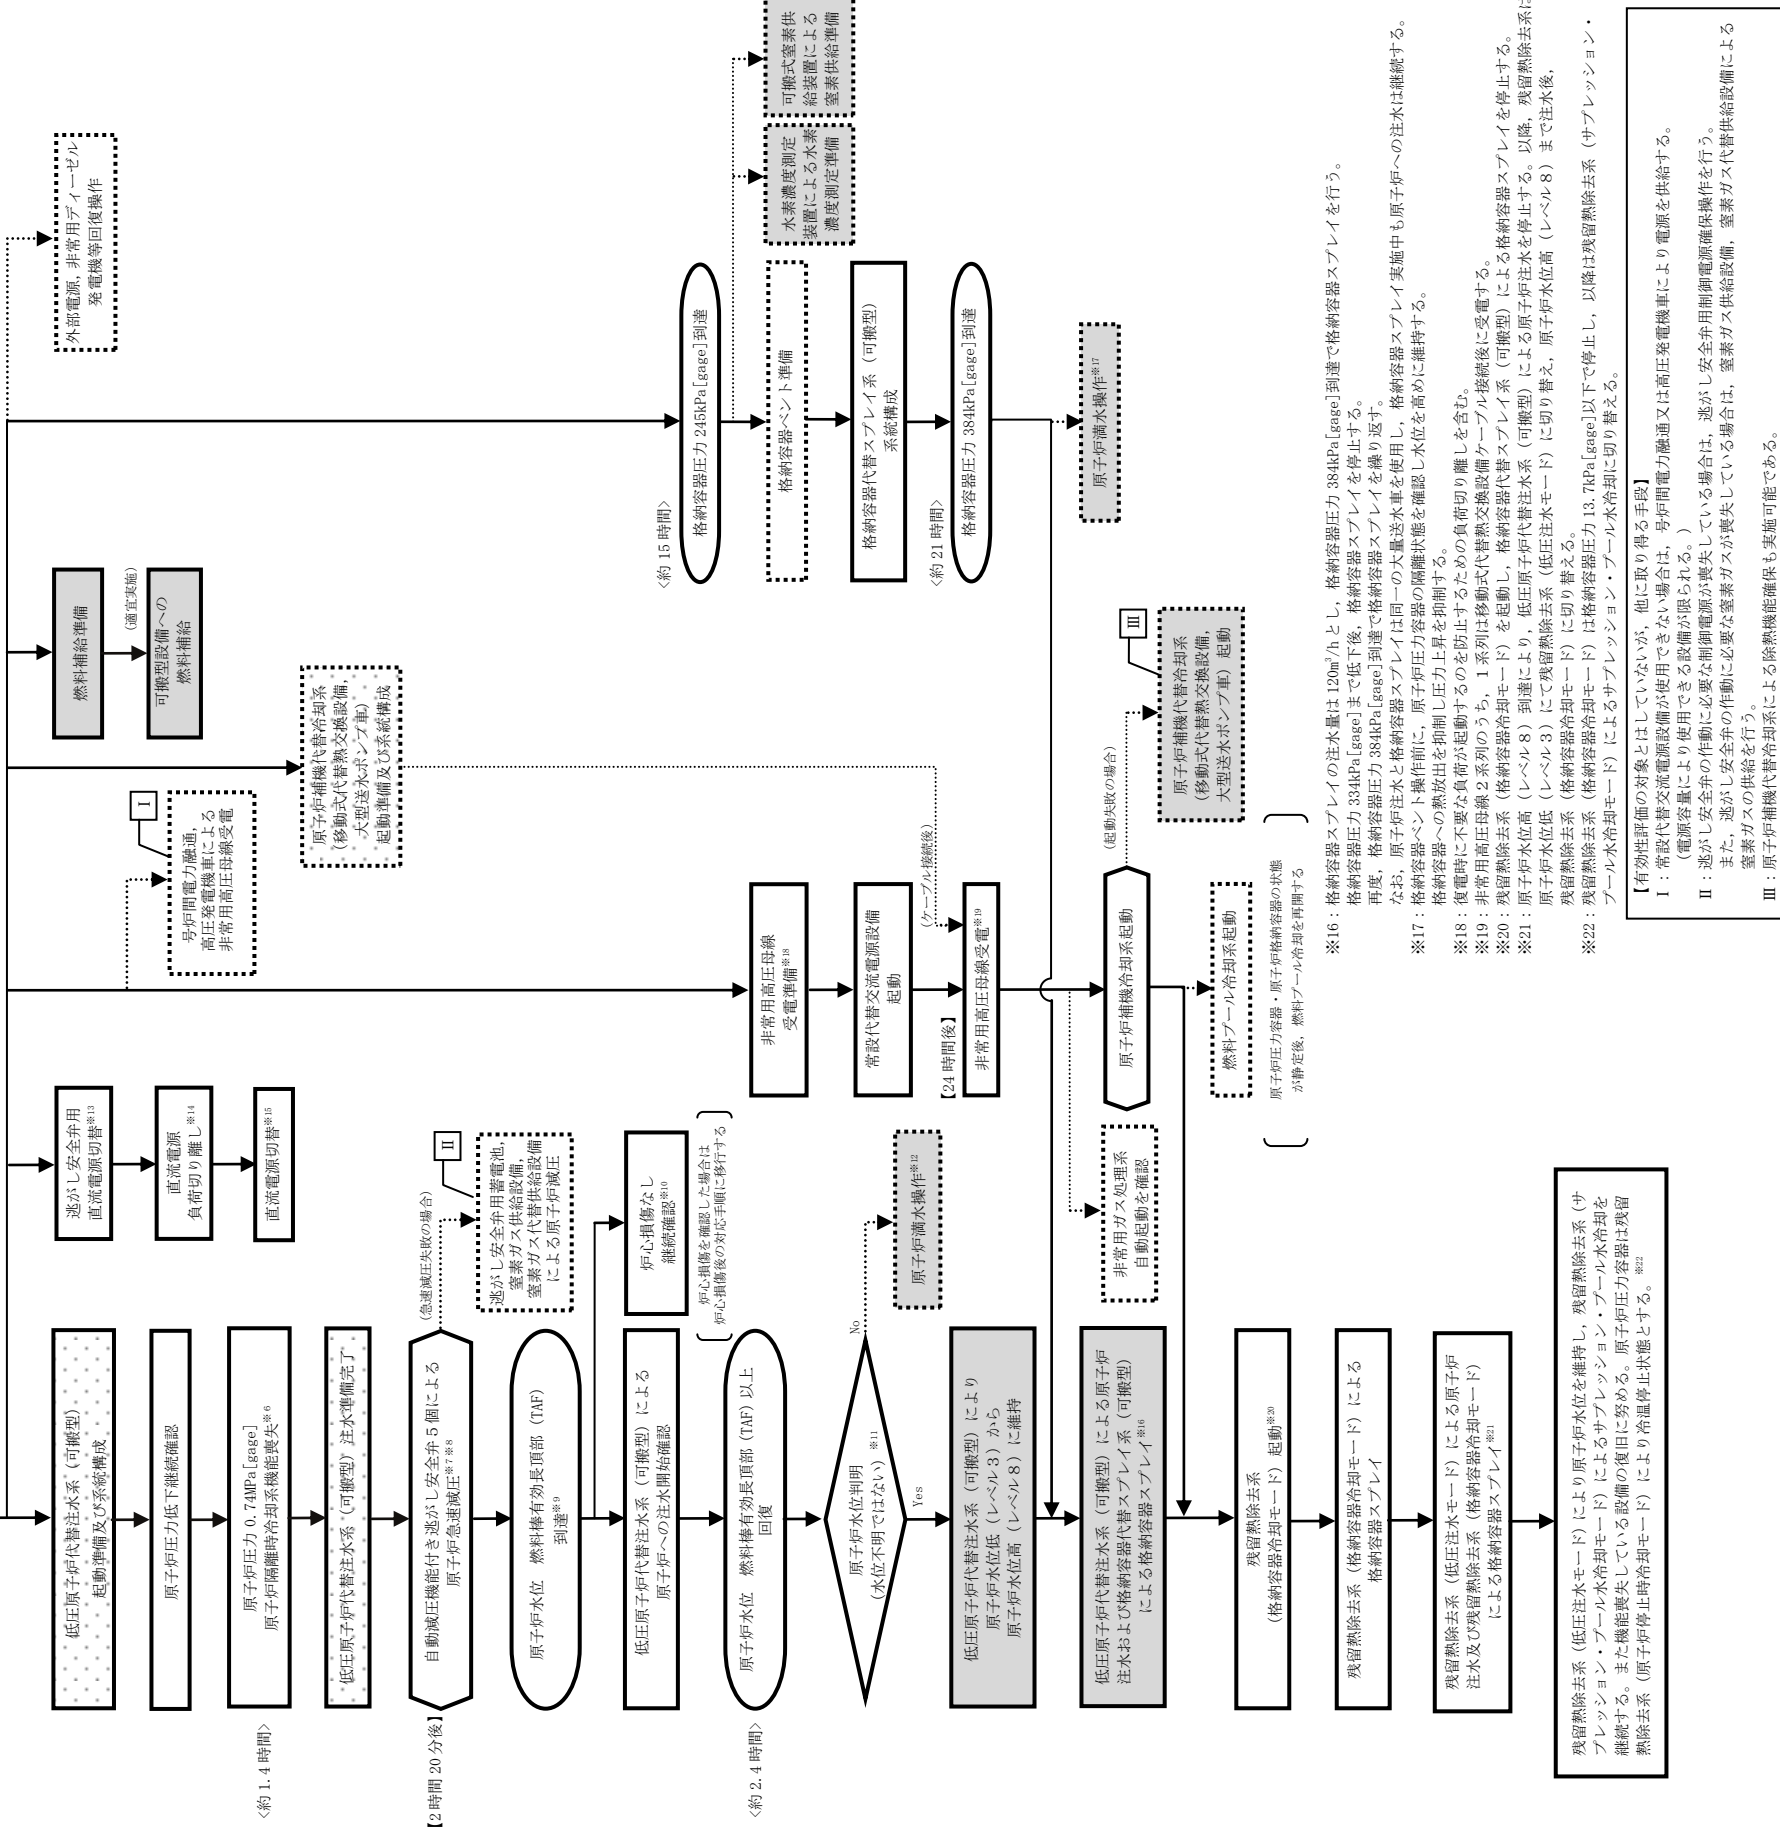 低圧原子炉代替注水系（可搬型）
起動準備及び系統構成
原子炉圧力低下継続確認
<約 1.4 時間>
原子炉圧力 0.74MPa[gage]
原子炉隔離時冷却系機能喪失※6
低圧原子炉代替注水系（可搬型）注水準備完了
【2 時間 20 分後】
自動減圧機能付き逃がし安全弁５個による
原子炉急速減圧※7※8
原子炉水位　燃料棒有効長頂部（TAF）
到達※9
低圧原子炉代替注水系（可搬型）による
原子炉への注水開始確認
<約 2.4 時間>
原子炉水位　燃料棒有効長頂部（TAF）以上
回復
原子炉水位判明
（水位不明ではない）※11
No
Yes
低圧原子炉代替注水系（可搬型）により
原子炉水位低（レベル３）から
原子炉水位高（レベル８）に維持
低圧原子炉代替注水系（可搬型）による原子炉
注水および格納容器代替スプレイ系（可搬型）
による格納容器スプレイ※16
残留熱除去系
（格納容器冷却モード）起動※20
残留熱除去系（格納容器冷却モード）による
格納容器スプレイ
残留熱除去系（低圧注水モード）による原子炉
注水及び残留熱除去系（格納容器冷却モード）
による格納容器スプレイ※21
残留熱除去系（低圧注水モード）により原子炉水位を維持し，残留熱除去系（サ
プレッション・プール水冷却モード）によるサプレッション・プール水冷却を
継続する。また機能喪失している設備の復旧に努める。原子炉圧力容器は残留
熱除去系（原子炉停止時冷却モード）により冷温停止状態とする。※22
逃がし安全弁用
直流電源切替※13
直流電源
負荷切り離し※14
直流電源切替※15
（急速減圧失敗の場合）
Ⅱ
逃がし安全弁用蓄電池，
窒素ガス供給設備，
窒素ガス代替供給設備
による原子炉減圧
炉心損傷なし
継続確認※10
炉心損傷を確認した場合は
炉心損傷後の対応手順に移行する
原子炉満水操作※12
非常用ガス処理系
自動起動を確認
Ⅰ
号炉間電力融通，
高圧発電機車による
非常用高圧母線受電
非常用高圧母線
受電準備※18
常設代替交流電源設備
起動
【24 時間後】
（ケーブル接続後）
非常用高圧母線受電※19
原子炉補機冷却系起動
燃料プール冷却系起動
原子炉圧力容器・原子炉格納容器の状態
が静定後，燃料プール冷却を再開する
（起動失敗の場合）
Ⅲ
原子炉補機代替冷却系
（移動式代替熱交換設備，
大型送水ポンプ車）起動
原子炉補機代替冷却系
（移動式代替熱交換設備，
大型送水ポンプ車）
起動準備及び系統構成
燃料補給準備
（適宜実施）
可搬型設備への
燃料補給
外部電源，非常用ディーゼル
発電機等回復操作
<約 15 時間>
格納容器圧力 245kPa[gage]到達
格納容器ベント準備
格納容器代替スプレイ系（可搬型）
系統構成
<約 21 時間>
格納容器圧力 384kPa[gage]到達
原子炉満水操作※17
水素濃度測定
装置による水素
濃度測定準備
可搬式窒素供
給装置による
窒素供給準備
※16：格納容器スプレイの注水量は 120m³/h とし，格納容器圧力 384kPa[gage]到達で格納容器スプレイを行う。
格納容器圧力 334kPa[gage]まで低下後，格納容器スプレイを停止する。
再度，格納容器圧力 384kPa[gage]到達で格納容器スプレイを繰り返す。
なお，原子炉注水と格納容器スプレイは同一の大量送水車を使用し，格納容器スプレイ実施中も原子炉への注水は継続する。
※17：格納容器ベント操作前に，原子炉圧力容器の隔離状態を確認し水位を高めに維持する。
格納容器への熱放出を抑制し圧力上昇を抑制する。
※18：復電時に不要な負荷が起動するのを防止するための負荷切り離しを含む。
※19：非常用高圧母線２系列のうち，１系列は移動式代替熱交換設備ケーブル接続後に受電する。
※20：残留熱除去系（格納容器冷却モード）を起動し，格納容器代替スプレイ系（可搬型）による格納容器スプレイを停止する。
※21：原子炉水位高（レベル８）到達により，低圧原子炉代替注水系（可搬型）による原子炉注水を停止する。以降，残留熱除去系は
原子炉水位低（レベル３）にて残留熱除去系（低圧注水モード）に切り替え，原子炉水位高（レベル８）まで注水後，
残留熱除去系（格納容器冷却モード）に切り替える。
※22：残留熱除去系（格納容器冷却モード）は格納容器圧力 13.7kPa[gage]以下で停止し，以降は残留熱除去系（サプレッション・
プール水冷却モード）によるサプレッション・プール水冷却に切り替える。
【有効性評価の対象とはしていないが，他に取り得る手段】
Ⅰ：常設代替交流電源設備が使用できない場合は，号炉間電力融通又は高圧発電機車により電源を供給する。
（電源容量により使用できる設備が限られる。）
Ⅱ：逃がし安全弁の作動に必要な制御電源が喪失している場合は，逃がし安全弁用制御電源確保操作を行う。
また，逃がし安全弁の作動に必要な窒素ガスが喪失している場合は，窒素ガス供給設備，窒素ガス代替供給設備による
窒素ガスの供給を行う。
Ⅲ：原子炉補機代替冷却系による除熱機能確保も実施可能である。